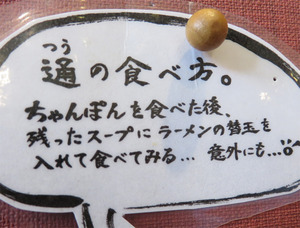 つう
通の食べ方。
ちゃんぽんを食べた後、
残ったスープにラーメンの替玉を
入れて食べてみる… 意外にも…。